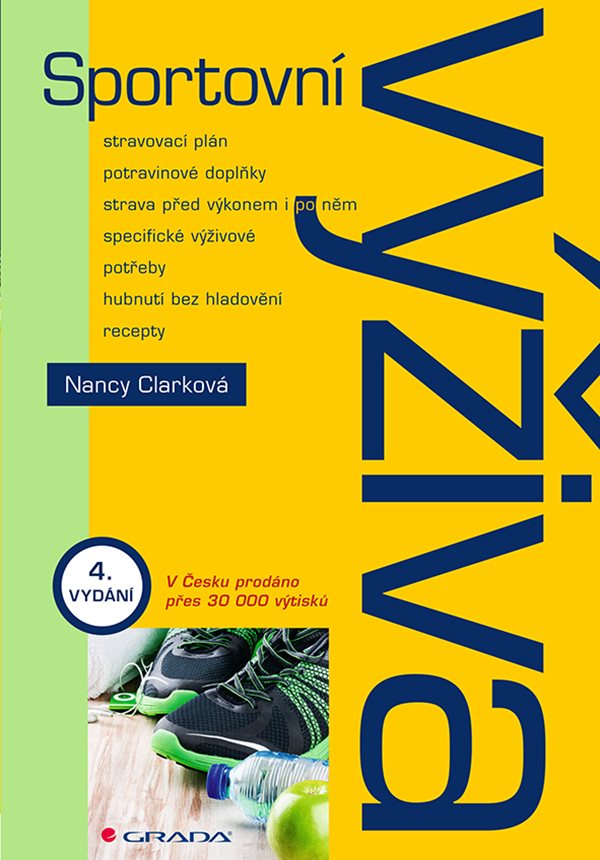 Sportovní
výživa
stravovací plán
potravinové doplňky
strava před výkonem i po něm
specifické výživové
potřeby
hubnutí bez hladovění
recepty
Nancy Clarková
4.
VYDÁNÍ
V Česku prodáno
přes 30 000 výtisků
GRADA